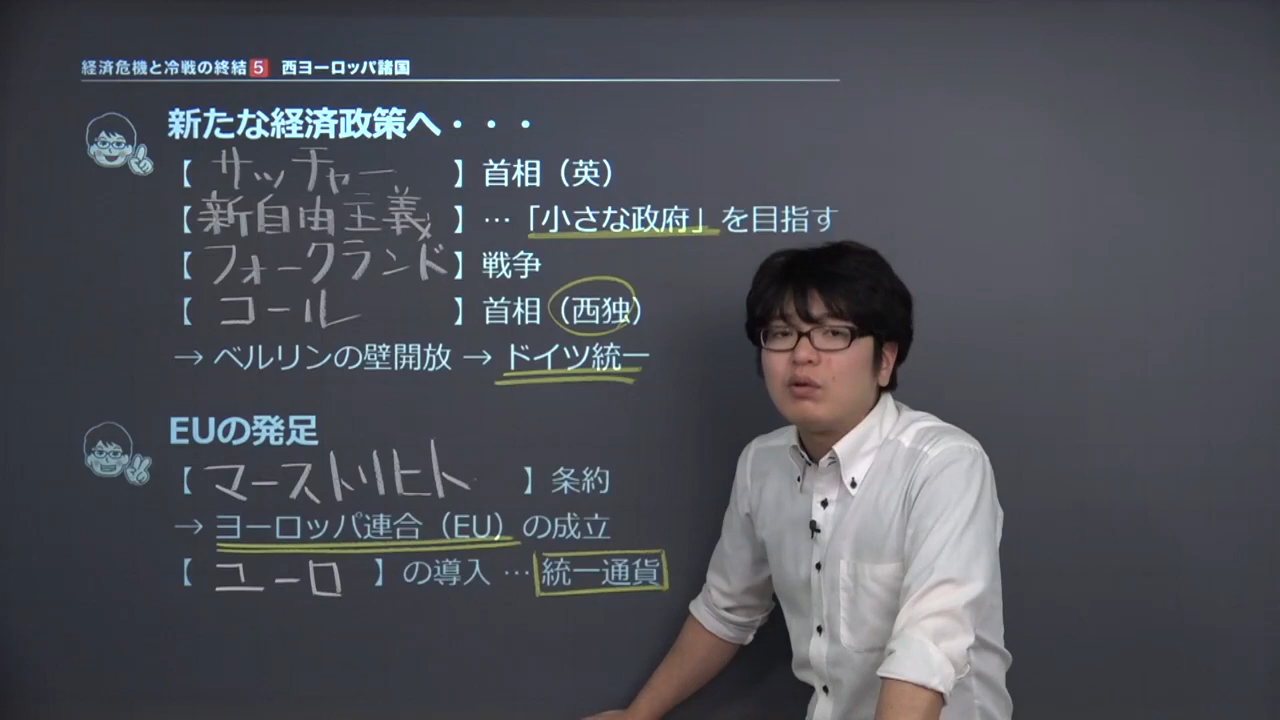 経済危機と冷戦の終結 5 西ヨーロッパ諸国
新たな経済政策へ・・・
【 サッチャー 】首相（英）
【 新自由主義 】…「小さな政府」を目指す
【 フォークランド 】戦争
【 コール 】首相（西独）
→ ベルリンの壁開放 → ドイツ統一
EUの発足
【 マーストリヒト 】条約
→ ヨーロッパ連合（EU）の成立
【 ユーロ 】の導入 … 統一通貨